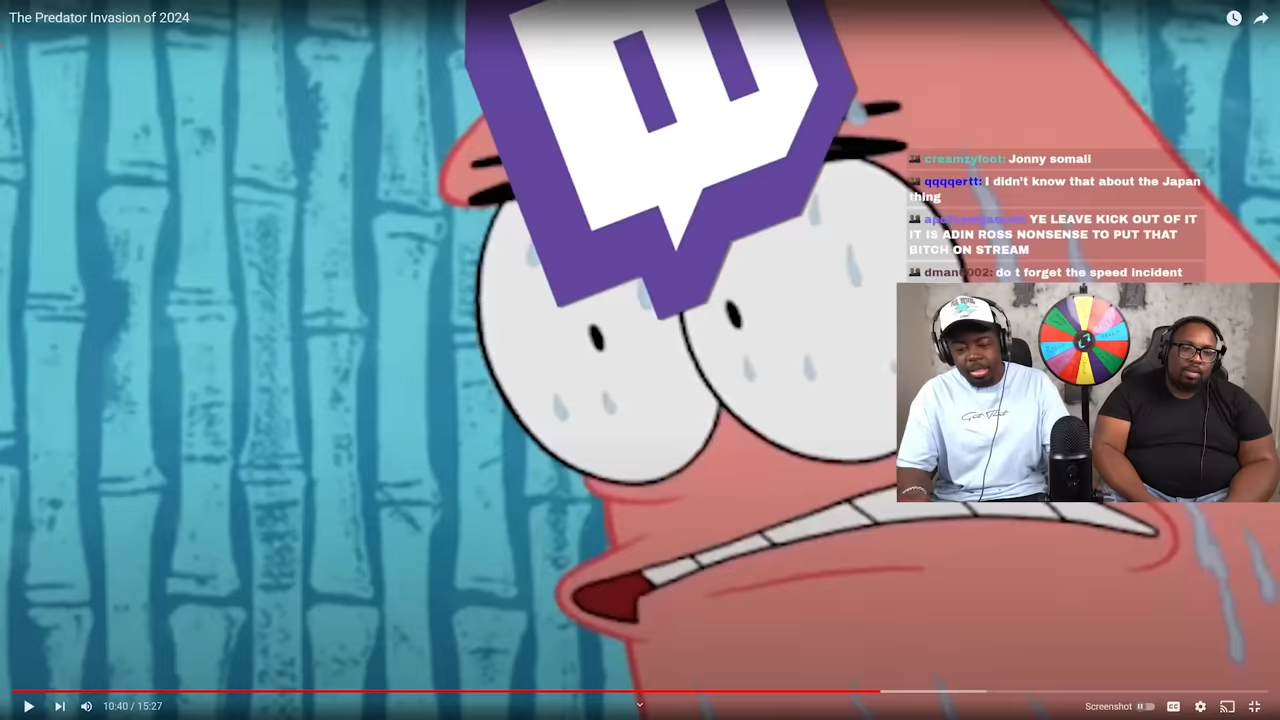 The Predator Invasion of 2024
creamzyfoot: Jonny somali
qqqqertt: I didn't know that about the Japan
thing
YE LEAVE KICK OUT OF IT
IT IS ADIN ROSS NONSENSE TO PUT THAT
BITCH ON STREAM
do t forget the speed incident
10:40 / 15:27
Screenshot
CC